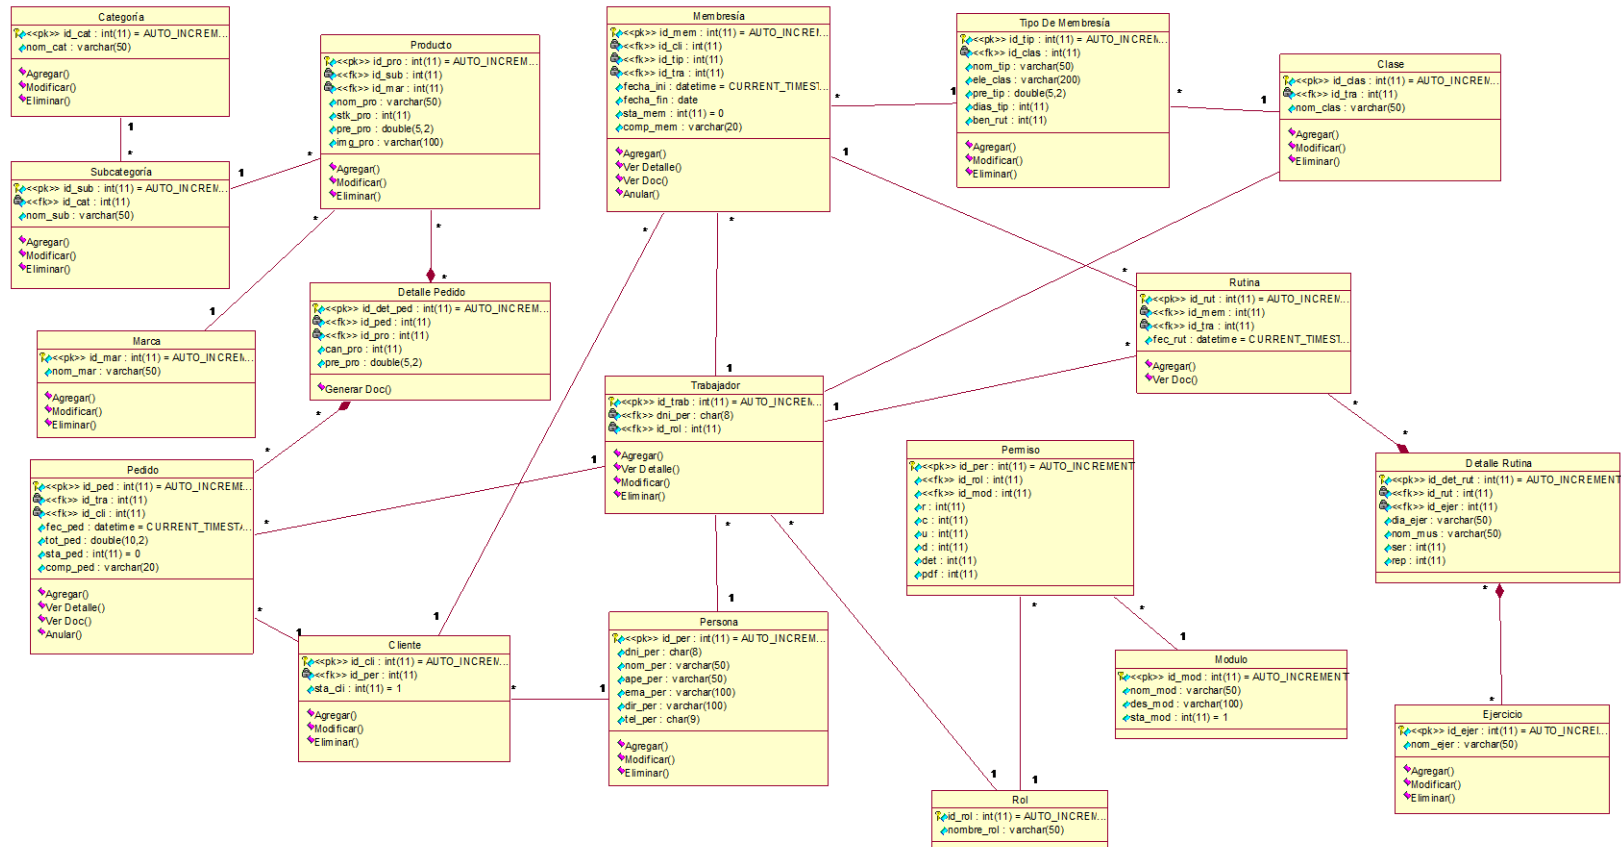 Categoría
<<pk>> id_cat : int(11) = AUTO_INCREM...
nom_cat : varchar(50)
Agregar()
Modificar()
Eliminar()
Producto
<<pk>> id_pro : int(11) = AUTO_INCREM...
<<fk>> id_sub : int(11)
<<fk>> id_mar : int(11)
nom_pro : varchar(50)
stk_pro : int(11)
pre_pro : double(5,2)
img_pro : varchar(100)
Agregar()
Modificar()
Eliminar()
Membresía
<<pk>> id_mem : int(11) = AUTO_INCREM...
<<fk>> id_cli : int(11)
<<fk>> id_tip : int(11)
<<fk>> id_tra : int(11)
fecha_ini : datetime = CURRENT_TIMEST...
fecha_fin : date
sta_mem : int(11) = 0
comp_mem : varchar(20)
Agregar()
Ver Detalle()
Ver Doc()
Anular()
Tipo De Membresía
<<pk>> id_tip : int(11) = AUTO_INCREM...
<<fk>> id_clas : int(11)
nom_tip : varchar(50)
ele_clas : varchar(200)
pre_tip : double(5,2)
dias_tip : int(11)
ben_rut : int(11)
Agregar()
Modificar()
Eliminar()
Clase
<<pk>> id_clas : int(11) = AUTO_INCREM...
<<fk>> id_tra : int(11)
nom_clas : varchar(50)
Agregar()
Modificar()
Eliminar()
1
*
* 1
* 1
* 1
Subcategoría
<<pk>> id_sub : int(11) = AUTO_INCREM...
<<fk>> id_cat : int(11)
nom_sub : varchar(50)
Agregar()
Modificar()
Eliminar()
1 *
* 1
* *
* 1
* 1
Marca
<<pk>> id_mar : int(11) = AUTO_INCREM...
nom_mar : varchar(50)
Agregar()
Modificar()
Eliminar()
Detalle Pedido
<<pk>> id_det_ped : int(11) = AUTO_INCREM...
<<fk>> id_ped : int(11)
<<fk>> id_pro : int(11)
can_pro : int(11)
pre_pro : double(5,2)
Generar Doc()
Rutina
<<pk>> id_rut : int(11) = AUTO_INCREM...
<<fk>> id_mem : int(11)
<<fk>> id_tra : int(11)
fec_rut : datetime = CURRENT_TIMEST...
Agregar()
Ver Doc()
Trabajador
<<pk>> id_trab : int(11) = AUTO_INCREM...
<<fk>> dni_per : char(8)
<<fk>> id_rol : int(11)
Agregar()
Ver Detalle()
Modificar()
Eliminar()
1 *
* *
* *
Pedido
<<pk>> id_ped : int(11) = AUTO_INCREME...
<<fk>> id_tra : int(11)
<<fk>> id_cli : int(11)
fec_ped : datetime = CURRENT_TIMESTA...
tot_ped : double(10,2)
sta_ped : int(11) = 0
comp_ped : varchar(20)
Agregar()
Ver Detalle()
Ver Doc()
Anular()
* 1
Permiso
<<pk>> id_per : int(11) = AUTO_INCREMENT
<<fk>> id_rol : int(11)
<<fk>> id_mod : int(11)
r : int(11)
c : int(11)
u : int(11)
d : int(11)
det : int(11)
pdf : int(11)
Detalle Rutina
<<pk>> id_det_rut : int(11) = AUTO_INCREMENT
<<fk>> id_rut : int(11)
<<fk>> id_ejer : int(11)
dia_ejer : varchar(50)
nom_mus : varchar(50)
ser : int(11)
rep : int(11)
* 1
* 1
Cliente
<<pk>> id_cli : int(11) = AUTO_INCREM...
<<fk>> id_per : int(11)
sta_cli : int(11) = 1
Agregar()
Modificar()
Eliminar()
* 1
Persona
<<pk>> id_per : int(11) = AUTO_INCREM...
dni_per : char(8)
nom_per : varchar(50)
ape_per : varchar(50)
ema_per : varchar(100)
dir_per : varchar(100)
tel_per : char(9)
Agregar()
Modificar()
Eliminar()
* 1
* 1
* 1
Modulo
<<pk>> id_mod : int(11) = AUTO_INCREMENT
nom_mod : varchar(50)
des_mod : varchar(100)
sta_mod : int(11) = 1
*
*
Ejercicio
<<pk>> id_ejer : int(11) = AUTO_INCREI...
nom_ejer : varchar(50)
Agregar()
Modificar()
Eliminar()
Rol
id_rol : int(11) = AUTO_INCREM...
nombre_rol : varchar(50)